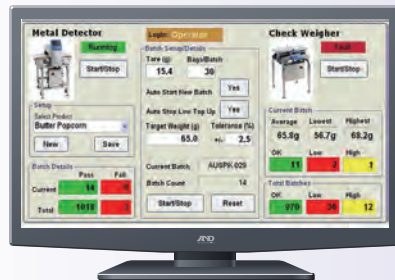 Metal Detector
Running
Start/Stop
Setup
Select Product
Butter Popcorn
New Save
Batch Details
Pass Fail
Current 14 0
Total 1018
Login: Operator
Batch Setup/Details
Tare (g) Bags/Batch
15.4 30
Auto Start New Batch Yes
Auto Stop Low Top Up Yes
Target Weight (g) Tolerance (%)
65.0 +/- 2.5
Current Batch AUSPK-029
Batch Count 14
Start/Stop Reset
Check Weigher
Fault
Start/Stop
Current Batch
Average Lowest Highest
65.8g 56.7g 68.2g
OK Low High
11 2 1
Total Batches
OK Low High
970 36 12
AND